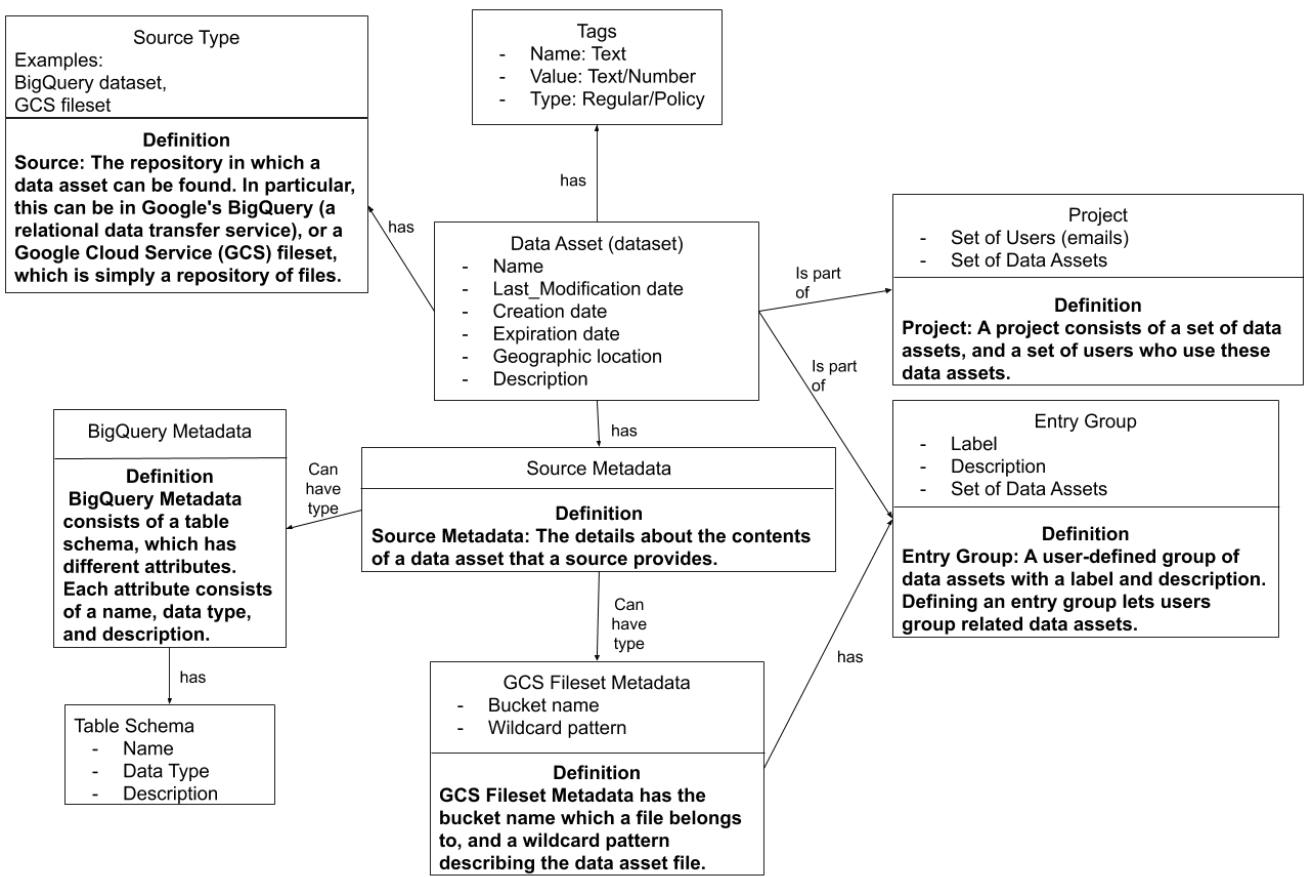 Source Type
Examples:
BigQuery dataset,
GCS fileset
Definition
Source: The repository in which a
data asset can be found. In particular,
this can be in Google's BigQuery (a
relational data transfer service), or a
Google Cloud Service (GCS) fileset,
which is simply a repository of files.
Tags
- Name: Text
- Value: Text/Number
- Type: Regular/Policy
has
has
Data Asset (dataset)
- Name
- Last_Modification date
- Creation date
- Expiration date
- Geographic location
- Description
Is part
of
Project
- Set of Users (emails)
- Set of Data Assets
Definition
Project: A project consists of a set of data
assets, and a set of users who use these
data assets.
Is part
of
Entry Group
- Label
- Description
- Set of Data Assets
Definition
Entry Group: A user-defined group of
data assets with a label and description.
Defining an entry group lets users
group related data assets.
has
Source Metadata
Definition
Source Metadata: The details about the contents
of a data asset that a source provides.
Can
have
type
BigQuery Metadata
Definition
BigQuery Metadata
consists of a table
schema, which has
different attributes.
Each attribute consists
of a name, data type,
and description.
has
Table Schema
- Name
- Data Type
- Description
Can
have
type
GCS Fileset Metadata
- Bucket name
- Wildcard pattern
Definition
GCS Fileset Metadata has the
bucket name which a file belongs
to, and a wildcard pattern
describing the data asset file.
has